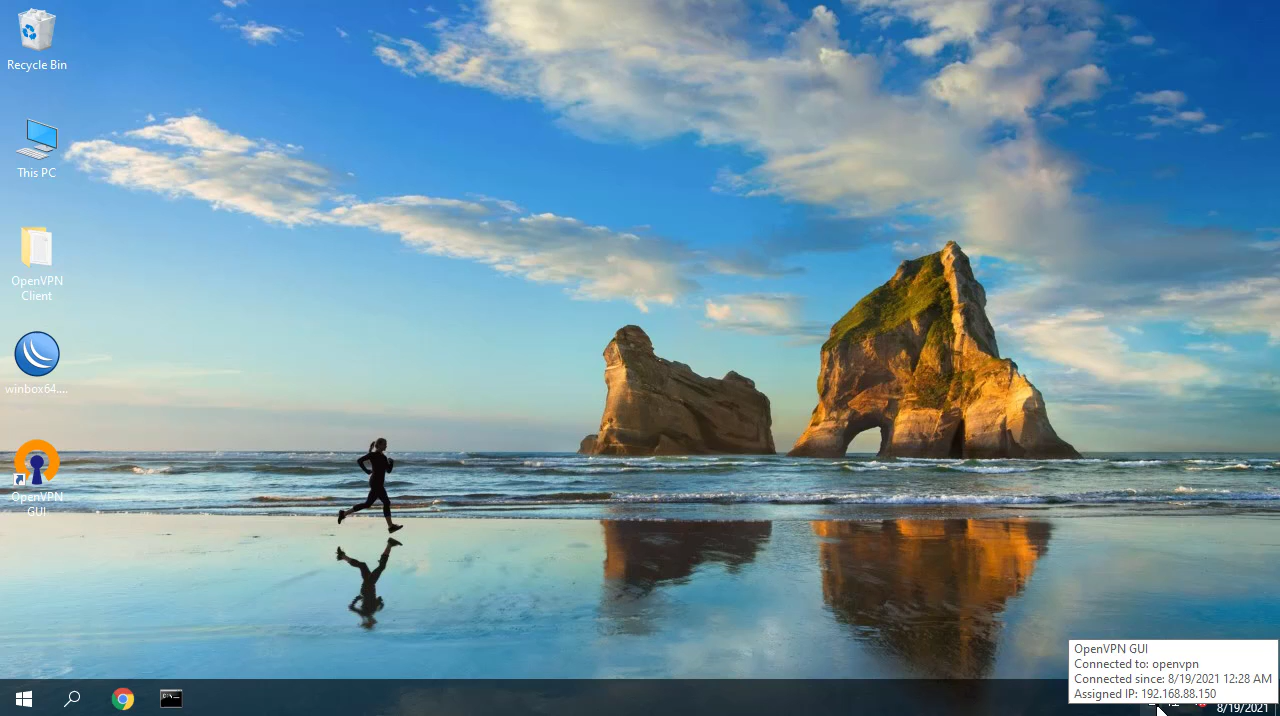 Recycle Bin
This PC
OpenVPN
Client
winbox64....
OpenVPN
GUI
OpenVPN GUI
Connected to: openvpn
Connected since: 8/19/2021 12:28 AM
Assigned IP: 192.168.88.150
8/19/2021